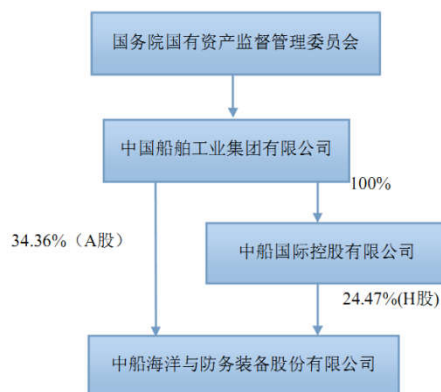 国务院国有资产监督管理委员会
中国船舶工业集团有限公司
100%
34.36%（A股）
中船国际控股有限公司
24.47%(H股)
中船海洋与防务装备股份有限公司